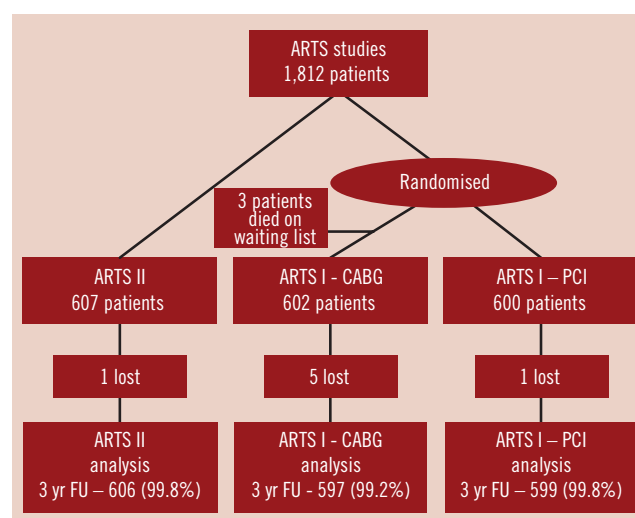 ARTS studies
1,812 patients
Randomised
3 patients
died on
waiting list
ARTS II
607 patients
ARTS I - CABG
602 patients
ARTS I – PCI
600 patients
1 lost
5 lost
1 lost
ARTS II
analysis
3 yr FU – 606 (99.8%)
ARTS I - CABG
analysis
3 yr FU - 597 (99.2%)
ARTS I – PCI
analysis
3 yr FU – 599 (99.8%)